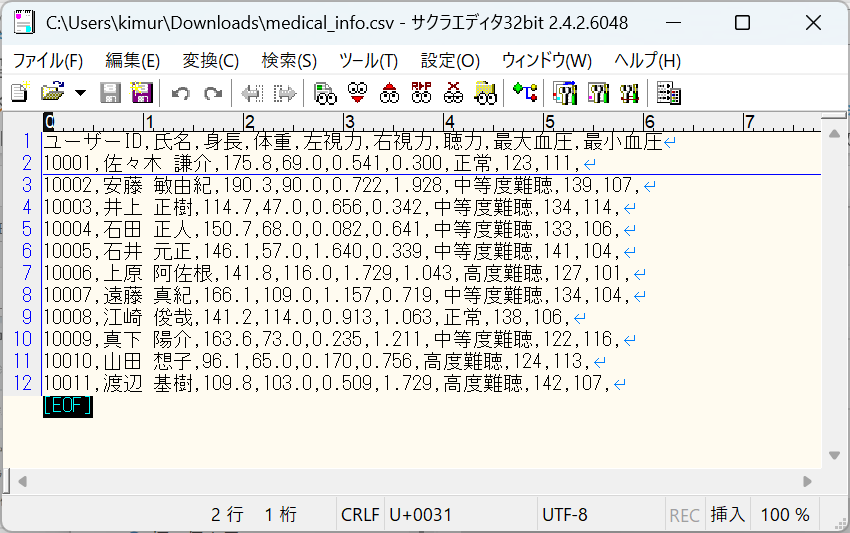 C:\Users\kimur\Downloads\medical_info.csv - サクラエディタ32bit 2.4.2.6048
ファイル(F) 編集(E) 変換(C) 検索(S) ツール(T) 設定(O) ウィンドウ(W) ヘルプ(H)
0 1 2 3 4 5 6 7
1 ユーザーID,氏名,身長,体重,左視力,右視力,聴力,最大血圧,最小血圧↵
2 10001,佐々木 謙介,175.8,69.0,0.541,0.300,正常,123,111,↵
3 10002,安藤 敏由紀,190.3,90.0,0.722,1.928,中等度難聴,139,107,↵
4 10003,井上 正樹,114.7,47.0,0.656,0.342,中等度難聴,134,114,↵
5 10004,石田 正人,150.7,68.0,0.082,0.641,中等度難聴,133,106,↵
6 10005,石井 元正,146.1,57.0,1.640,0.339,中等度難聴,141,104,↵
7 10006,上原 阿佐根,141.8,116.0,1.729,1.043,高度難聴,127,101,↵
8 10007,遠藤 真紀,166.1,109.0,1.157,0.719,中等度難聴,134,104,↵
9 10008,江崎 俊哉,141.2,114.0,0.913,1.063,正常,138,106,↵
10 10009,真下 陽介,163.6,73.0,0.235,1.211,中等度難聴,122,116,↵
11 10010,山田 想子,96.1,65.0,0.170,0.756,高度難聴,124,113,↵
12 10011,渡辺 基樹,109.8,103.0,0.509,1.729,高度難聴,142,107,↵
[EOF]
2 行 1 桁 CRLF U+0031 UTF-8 REC 挿入 100 %